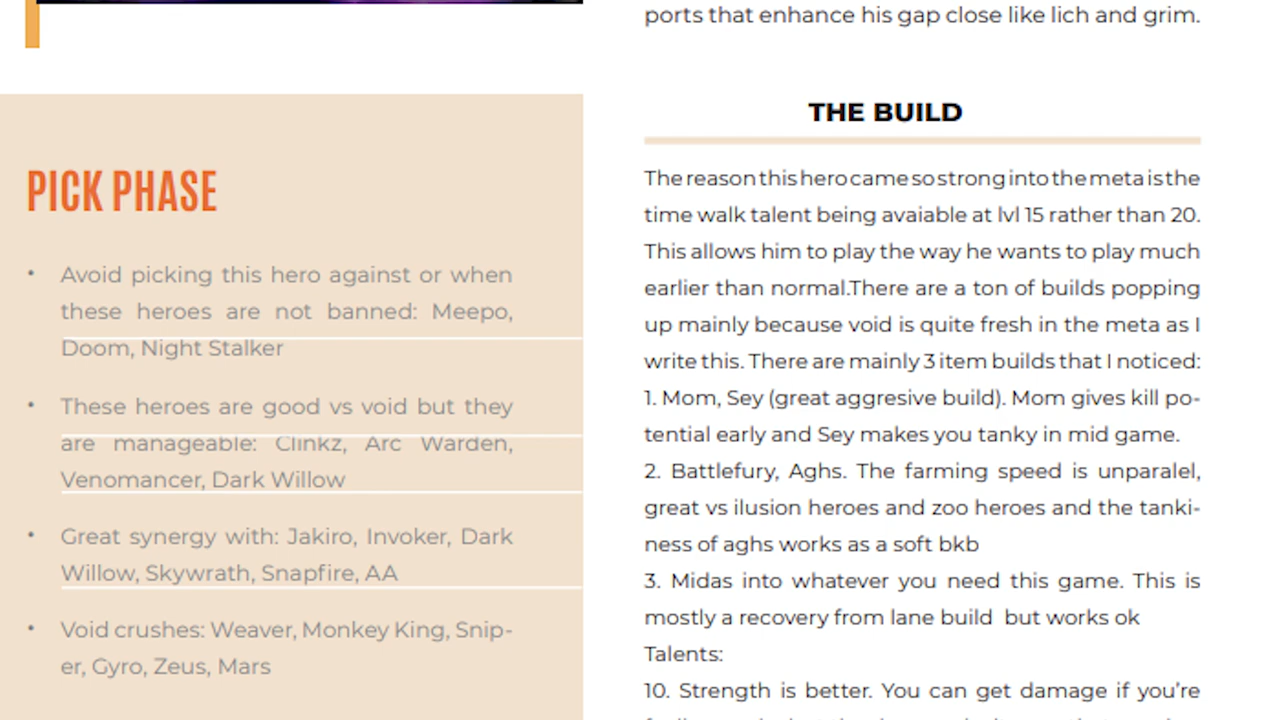 PICK PHASE
• Avoid picking this hero against or when
these heroes are not banned: Meepo,
Doom, Night Stalker
• These heroes are good vs void but they
are manageable: Clinkz, Arc Warden,
Venomancer, Dark Willow
• Great synergy with: Jakiro, Invoker, Dark
Willow, Skywrath, Snapfire, AA
• Void crushes: Weaver, Monkey King, Snip-
er, Gyro, Zeus, Mars
ports that enhance his gap close like lich and grim.
THE BUILD
The reason this hero came so strong into the meta is the
time walk talent being avaiable at lvl 15 rather than 20.
This allows him to play the way he wants to play much
earlier than normal.There are a ton of builds popping
up mainly because void is quite fresh in the meta as I
write this. There are mainly 3 item builds that I noticed:
1. Mom, Sey (great aggresive build). Mom gives kill po-
tential early and Sey makes you tanky in mid game.
2. Battlefury, Aghs. The farming speed is unparalel,
great vs ilusion heroes and zoo heroes and the tanki-
ness of aghs works as a soft bkb
3. Midas into whatever you need this game. This is
mostly a recovery from lane build  but works ok
Talents:
10. Strength is better. You can get damage if you’re